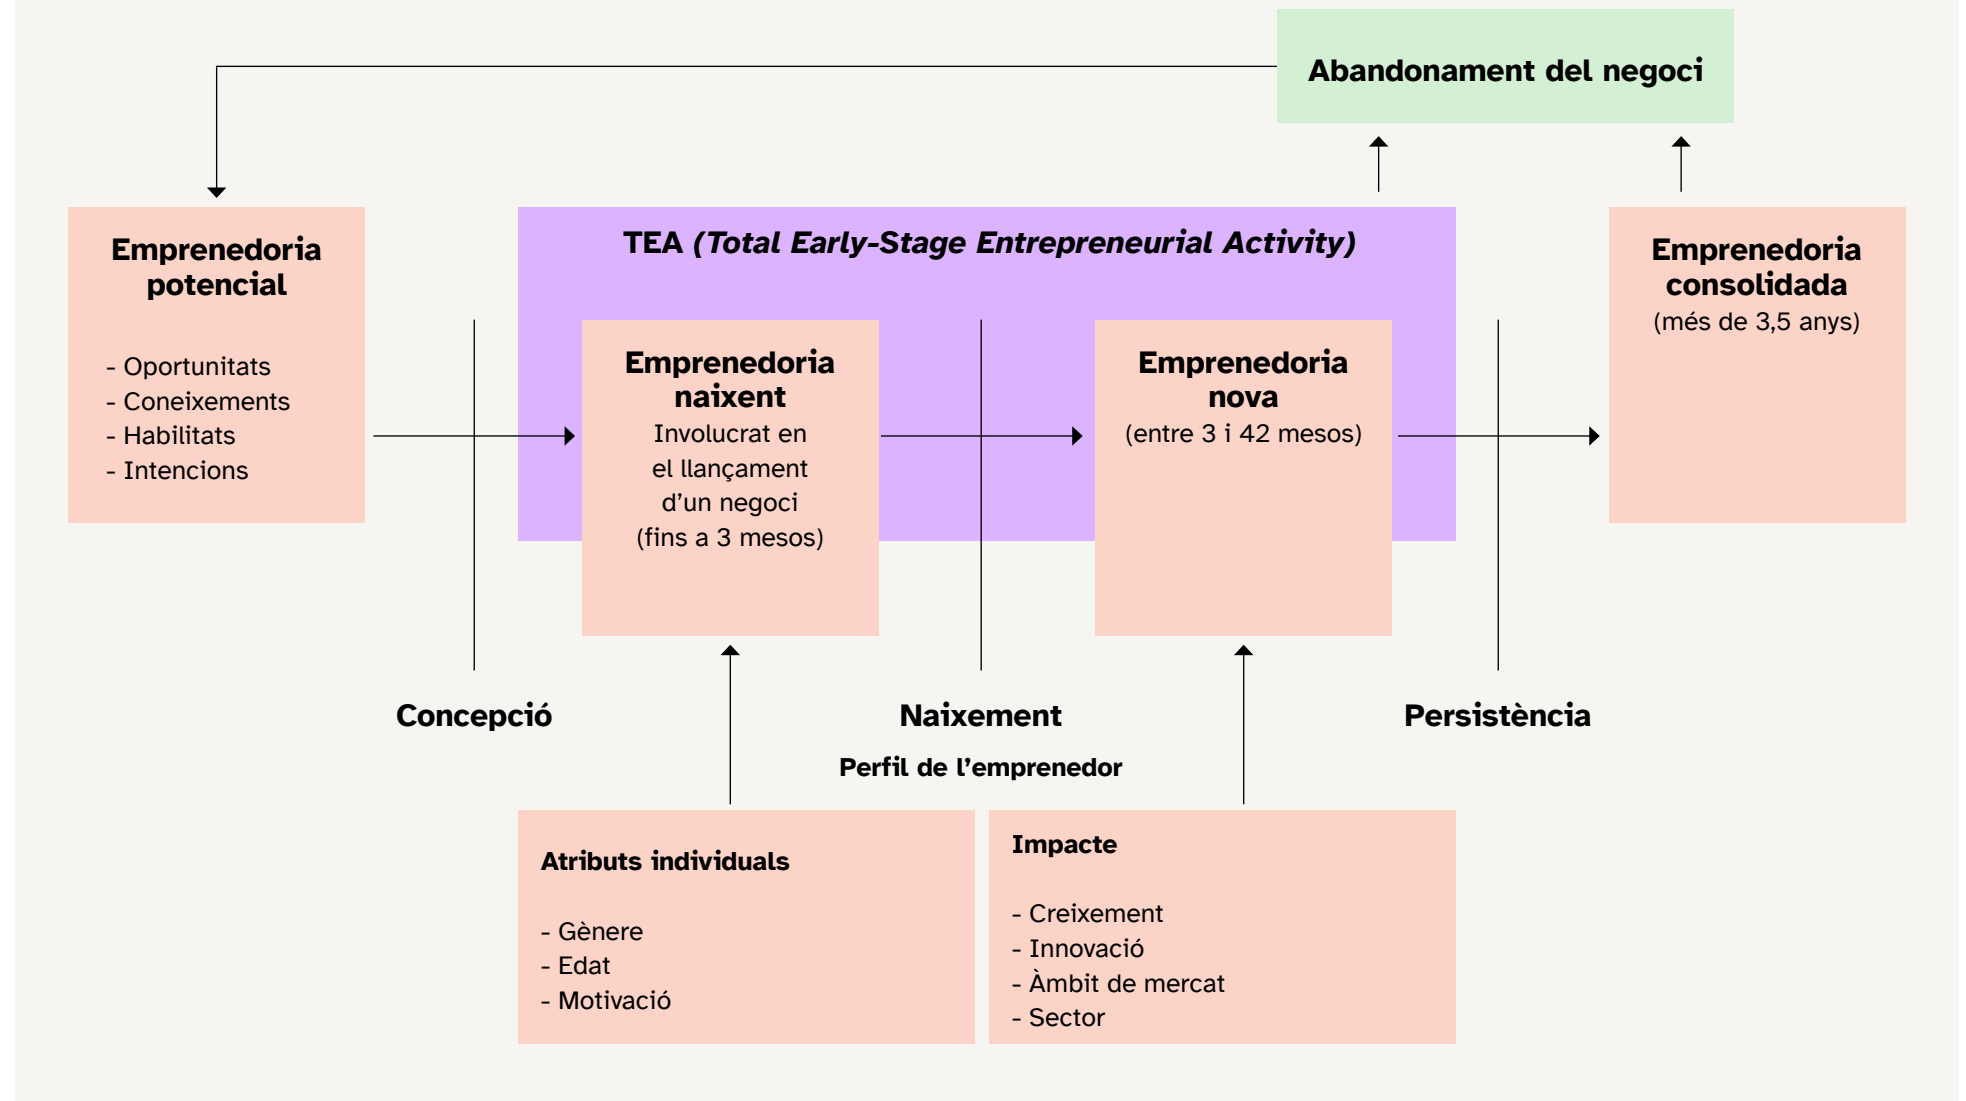 Abandonament del negoci
Emprenedoria
potencial
- Oportunitats
- Coneixements
- Habilitats
- Intencions
TEA (Total Early-Stage Entrepreneurial Activity)
Emprenedoria
naixent
Involucrat en
el llançament
d’un negoci
(fins a 3 mesos)
Emprenedoria
nova
(entre 3 i 42 mesos)
Emprenedoria
consolidada
(més de 3,5 anys)
Concepció
Naixement
Persistència
Perfil de l’emprenedor
Atributs individuals
- Gènere
- Edat
- Motivació
Impacte
- Creixement
- Innovació
- Àmbit de mercat
- Sector